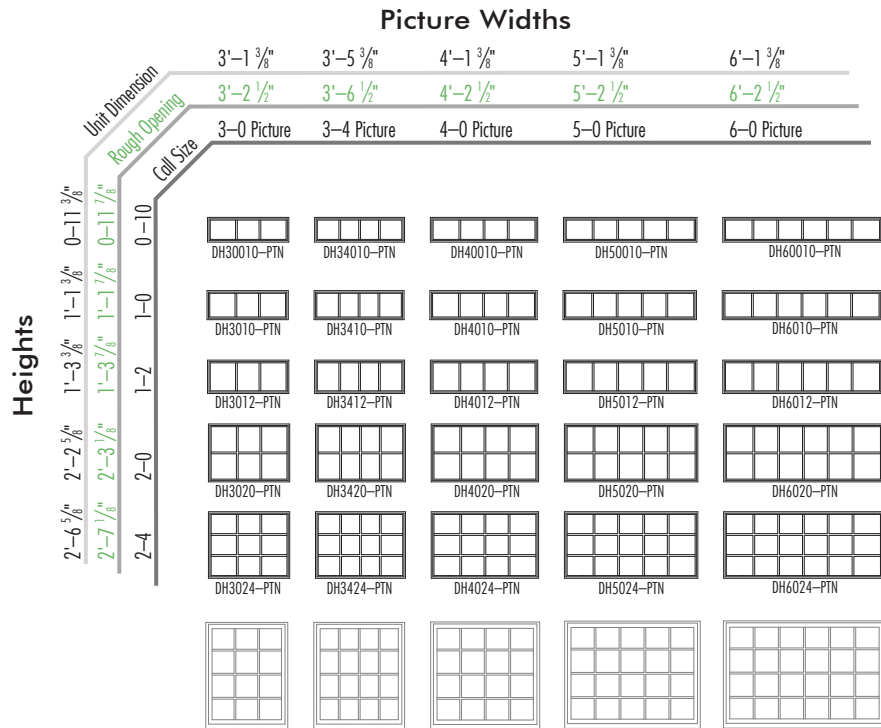 Picture Widths
Unit Dimension 3'–1 ⅜" 3'–5 ⅜" 4'–1 ⅜" 5'–1 ⅜" 6'–1 ⅜"
Rough Opening 3'–2 ½" 3'–6 ½" 4'–2 ½" 5'–2 ½" 6'–2 ½"
Call Size 3–0 Picture 3–4 Picture 4–0 Picture 5–0 Picture 6–0 Picture
Heights
0–11 ⅜" 0–11 ⅞" 0–10
DH30010–PTN DH34010–PTN DH40010–PTN DH50010–PTN DH60010–PTN
1'–1 ⅜" 1'–1 ⅞" 1–0
DH3010–PTN DH3410–PTN DH4010–PTN DH5010–PTN DH6010–PTN
1'–3 ⅜" 1'–3 ⅞" 1–2
DH3012–PTN DH3412–PTN DH4012–PTN DH5012–PTN DH6012–PTN
2'–2 ⅝" 2'–3 ⅛" 2–0
DH3020–PTN DH3420–PTN DH4020–PTN DH5020–PTN DH6020–PTN
2'–6 ⅝" 2'–7 ⅛" 2–4
DH3024–PTN DH3424–PTN DH4024–PTN DH5024–PTN DH6024–PTN